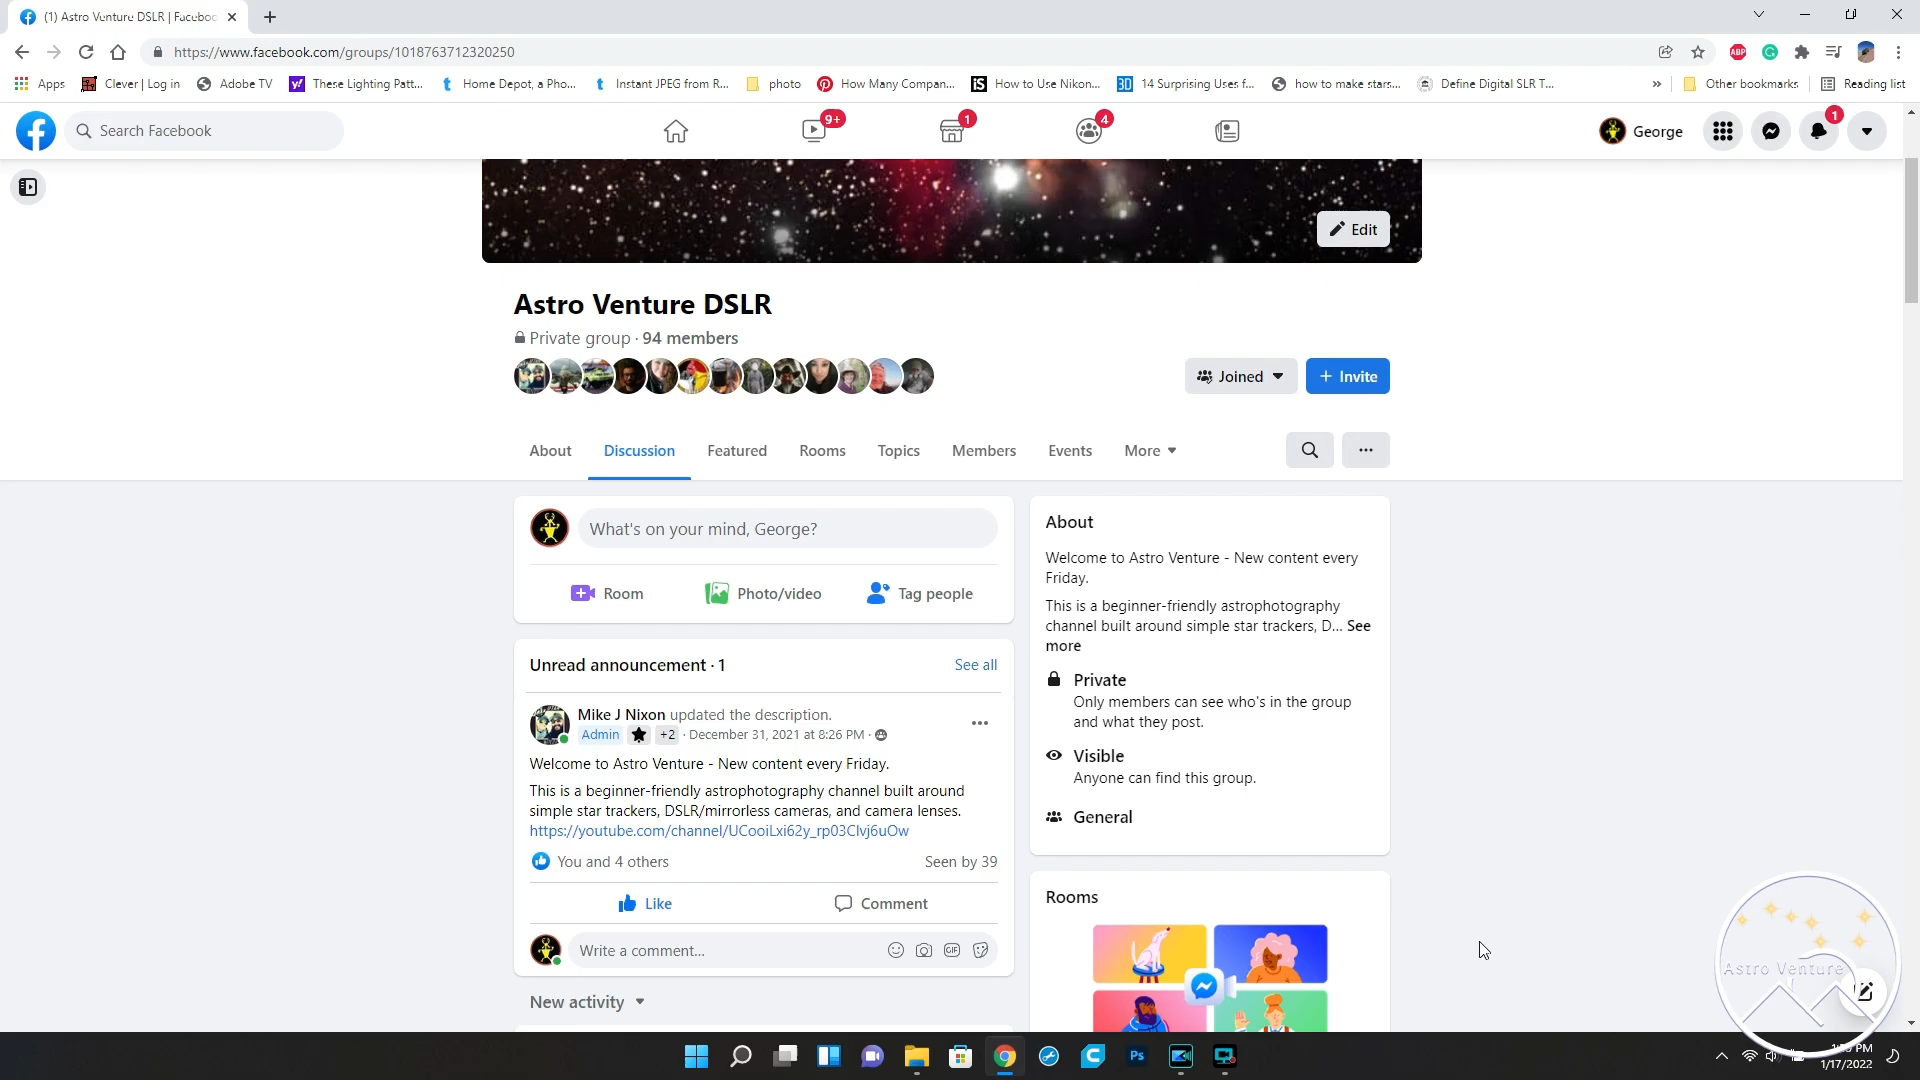 (1) Astro Venture DSLR | Faceboo
https://www.facebook.com/groups/1018763712320250
ABP
Apps
Clever | Log in
Adobe TV
These Lighting Patt...
Home Depot, a Pho...
Instant JPEG from R...
photo
How Many Compan...
How to Use Nikon...
14 Surprising Uses f...
how to make stars...
Define Digital SLR T...
»
Other bookmarks
Reading list
Search Facebook
9+
1
4
George
1
Edit
Astro Venture DSLR
Private group · 94 members
Joined
+ Invite
About
Discussion
Featured
Rooms
Topics
Members
Events
More
What's on your mind, George?
Room
Photo/video
Tag people
Unread announcement · 1
See all
Mike J Nixon updated the description.
Admin
+2 · December 31, 2021 at 8:26 PM ·
Welcome to Astro Venture - New content every Friday.
This is a beginner-friendly astrophotography channel built around
simple star trackers, DSLR/mirrorless cameras, and camera lenses.
https://youtube.com/channel/UCooiLxi62y_rp03CIvj6uOw
You and 4 others
Seen by 39
Like
Comment
Write a comment...
GIF
New activity
About
Welcome to Astro Venture - New content every
Friday.
This is a beginner-friendly astrophotography
channel built around simple star trackers, D... See
more
Private
Only members can see who's in the group
and what they post.
Visible
Anyone can find this group.
General
Rooms
Astro Venture
Ps
PM
1/17/2022